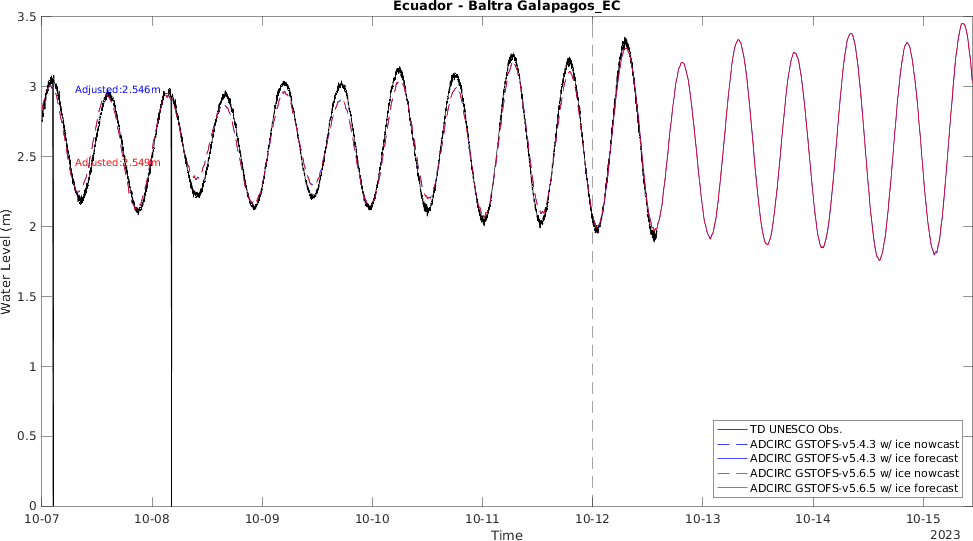 Ecuador - Baltra Galapagos_EC
3.5
3
2.5
2
1.5
1
0.5
0
Water Level (m)
Adjusted:2.546m
Adjusted:2.549m
TD UNESCO Obs.
ADCIRC GSTOFS-v5.4.3 w/ ice nowcast
ADCIRC GSTOFS-v5.4.3 w/ ice forecast
ADCIRC GSTOFS-v5.6.5 w/ ice nowcast
ADCIRC GSTOFS-v5.6.5 w/ ice forecast
10-07 10-08 10-09 10-10 10-11 10-12 10-13 10-14 10-15
Time
2023